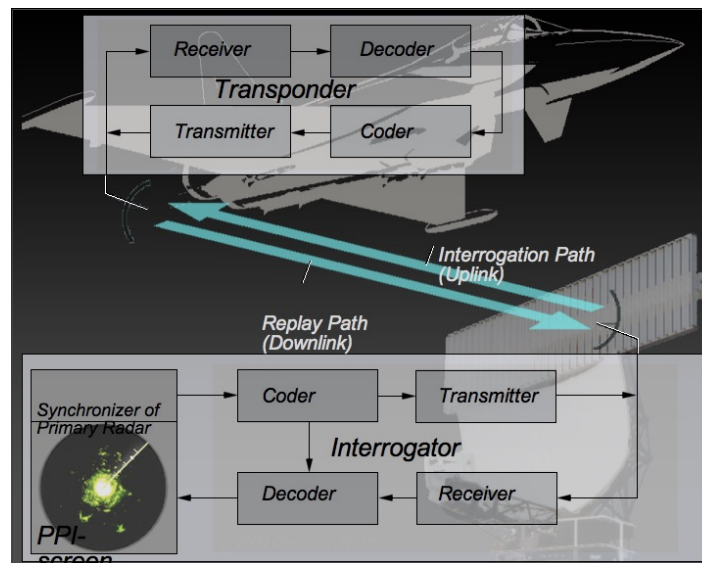 Receiver
Decoder
Transponder
Transmitter
Coder
Interrogation Path
(Uplink)
Replay Path
(Downlink)
Synchronizer of
Primary Radar
Coder
Transmitter
Interrogator
Decoder
Receiver
PPI-
screen